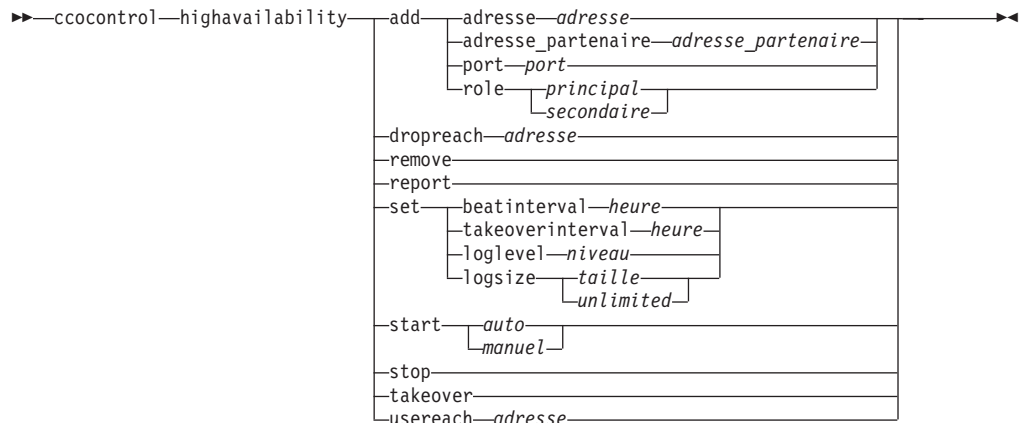 ccocontrol highavailability add adresse adresse
adresse_partenaire adresse_partenaire
port port
role principal
secondaire
dropreach adresse
remove
report
set beatinterval heure
takeoverinterval heure
loglevel niveau
logsize taille
unlimited
start auto
manuel
stop
takeover
usereach adresse